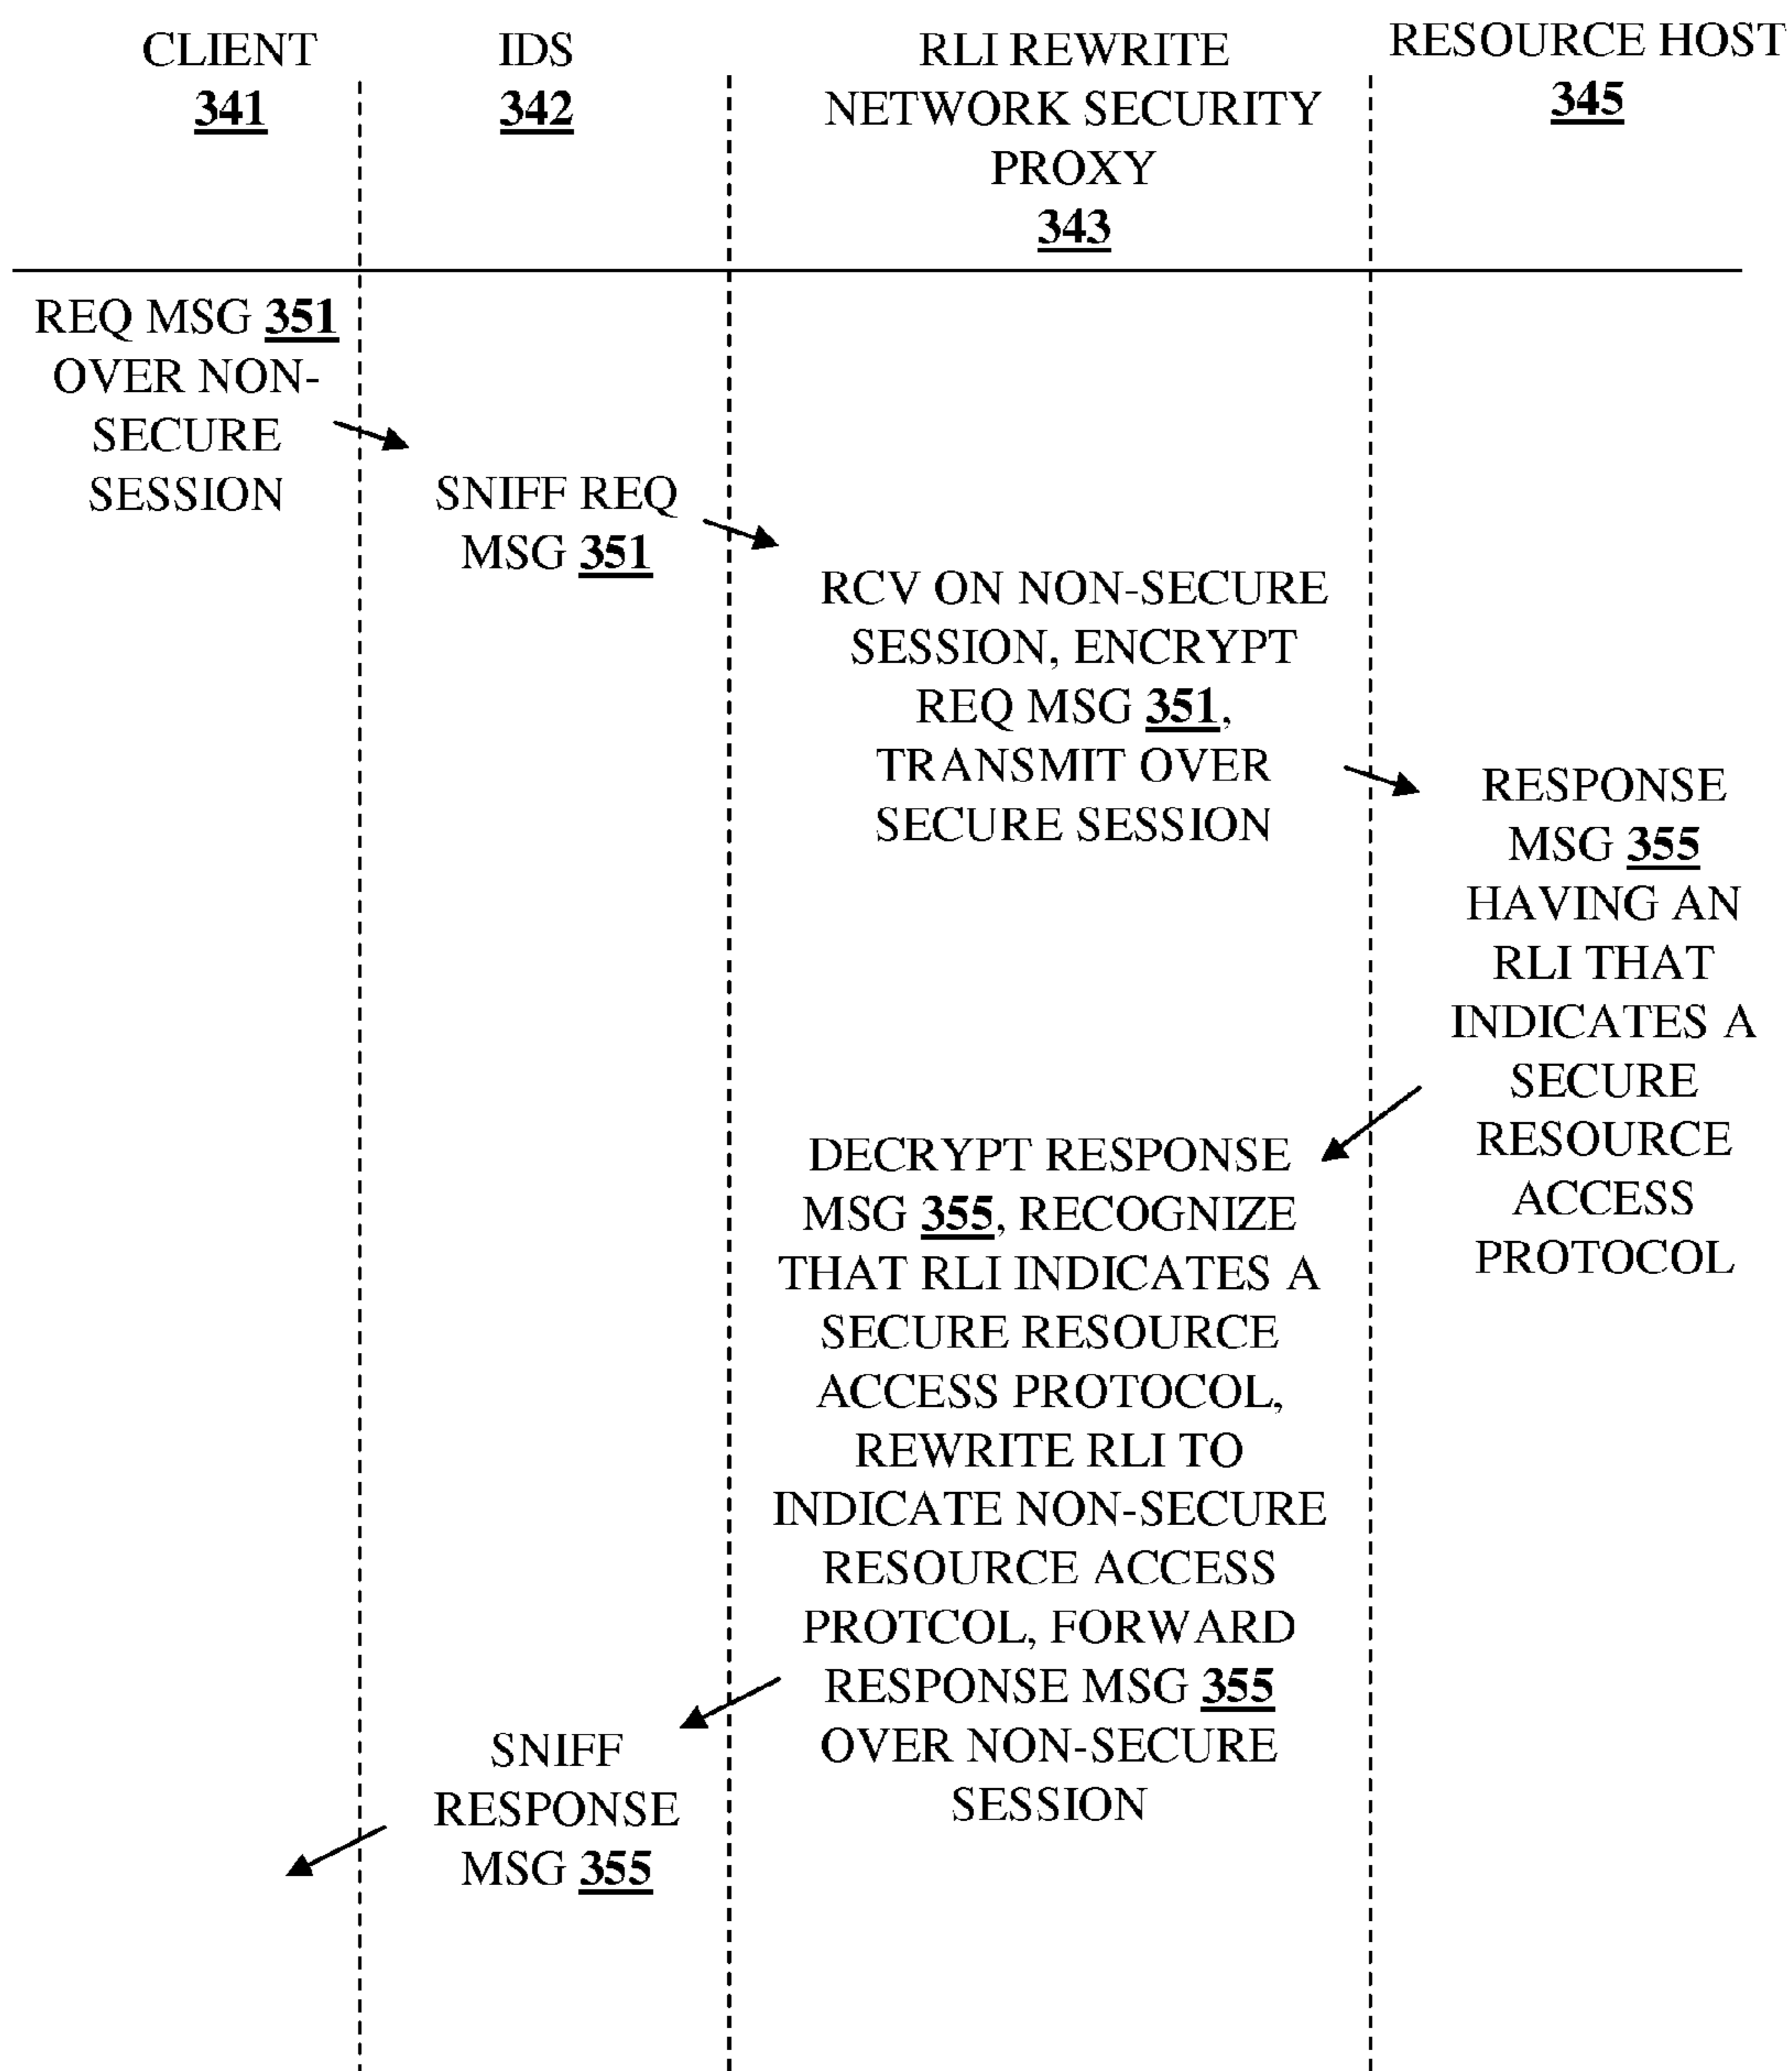 CLIENT
341
IDS
342
RLI REWRITE
NETWORK SECURITY
PROXY
343
RESOURCE HOST
345
REQ MSG 351
OVER NON-
SECURE
SESSION
SNIFF REQ
MSG 351
RCV ON NON-SECURE
SESSION, ENCRYPT
REQ MSG 351,
TRANSMIT OVER
SECURE SESSION
RESPONSE
MSG 355
HAVING AN
RLI THAT
INDICATES A
SECURE
RESOURCE
ACCESS
PROTOCOL
DECRYPT RESPONSE
MSG 355, RECOGNIZE
THAT RLI INDICATES A
SECURE RESOURCE
ACCESS PROTOCOL,
REWRITE RLI TO
INDICATE NON-SECURE
RESOURCE ACCESS
PROTCOL, FORWARD
RESPONSE MSG 355
OVER NON-SECURE
SESSION
SNIFF
RESPONSE
MSG 355